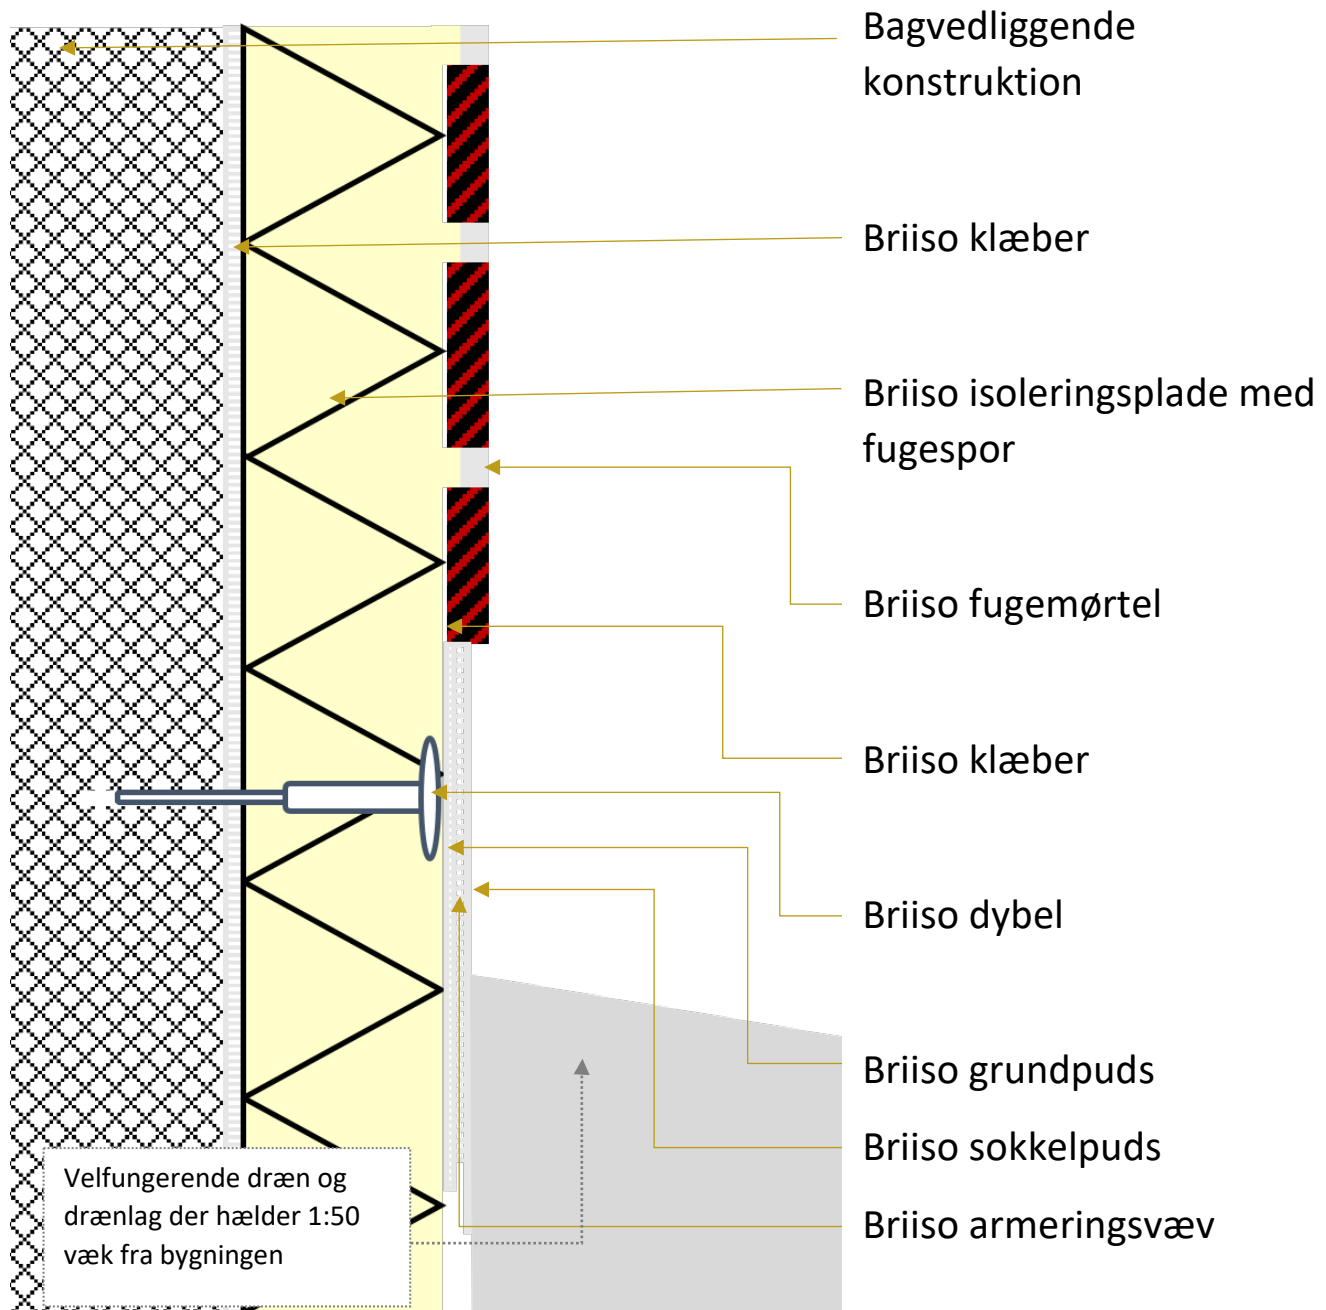 Bagvedliggende
konstruktion
Briiso klæber
Briiso isoleringsplade med
fugespor
Briiso fugemørtel
Briiso klæber
Briiso dybel
Briiso grundpuds
Briiso sokkelpuds
Briiso armeringsvæv
Velfungerende dræn og
drænlag der hælder 1:50
væk fra bygningen